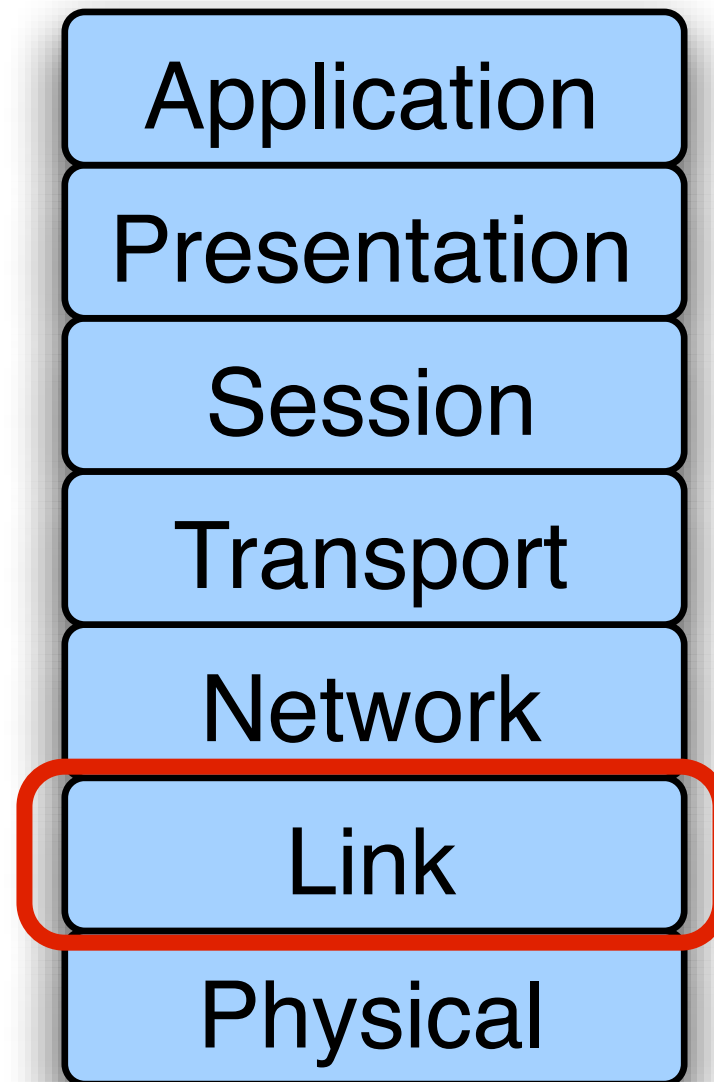 Application
Presentation
Session
Transport
Network
Link
Physical